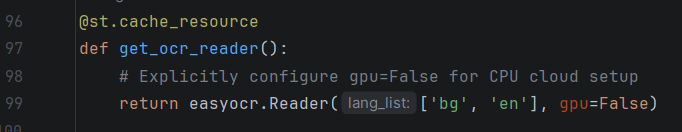 96 @st.cache_resource
97 def get_ocr_reader():
98 # Explicitly configure gpu=False for CPU cloud setup
99 return easyocr.Reader( lang_list: ['bg', 'en'], gpu=False)